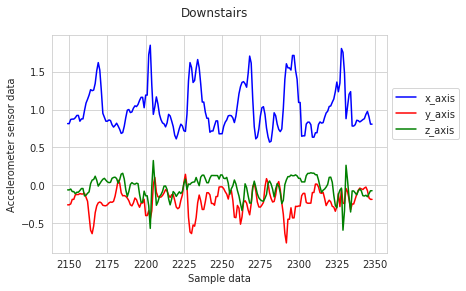 Downstairs
Accelerometer sensor data
1.5
1.0
0.5
0.0
−0.5
2150 2175 2200 2225 2250 2275 2300 2325 2350
Sample data
x_axis
y_axis
z_axis